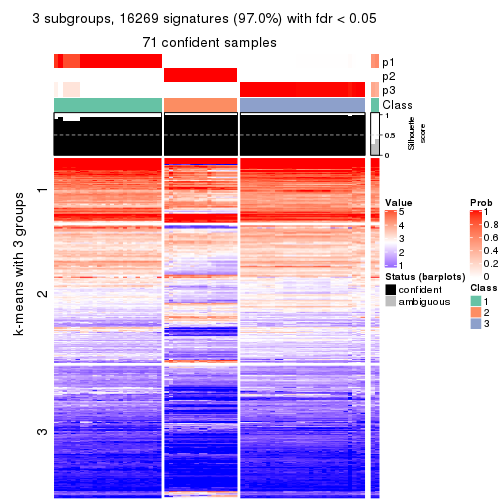 3 subgroups, 16269 signatures (97.0%) with fdr < 0.05
71 confident samples
p1
p2
p3
Class
1
0.5
0
Silhouette
score
k-means with 3 groups
1
2
3
Value
5
4
3
2
1
Status (barplots)
confident
ambiguous
Prob
1
0.8
0.6
0.4
0.2
0
Class
1
2
3